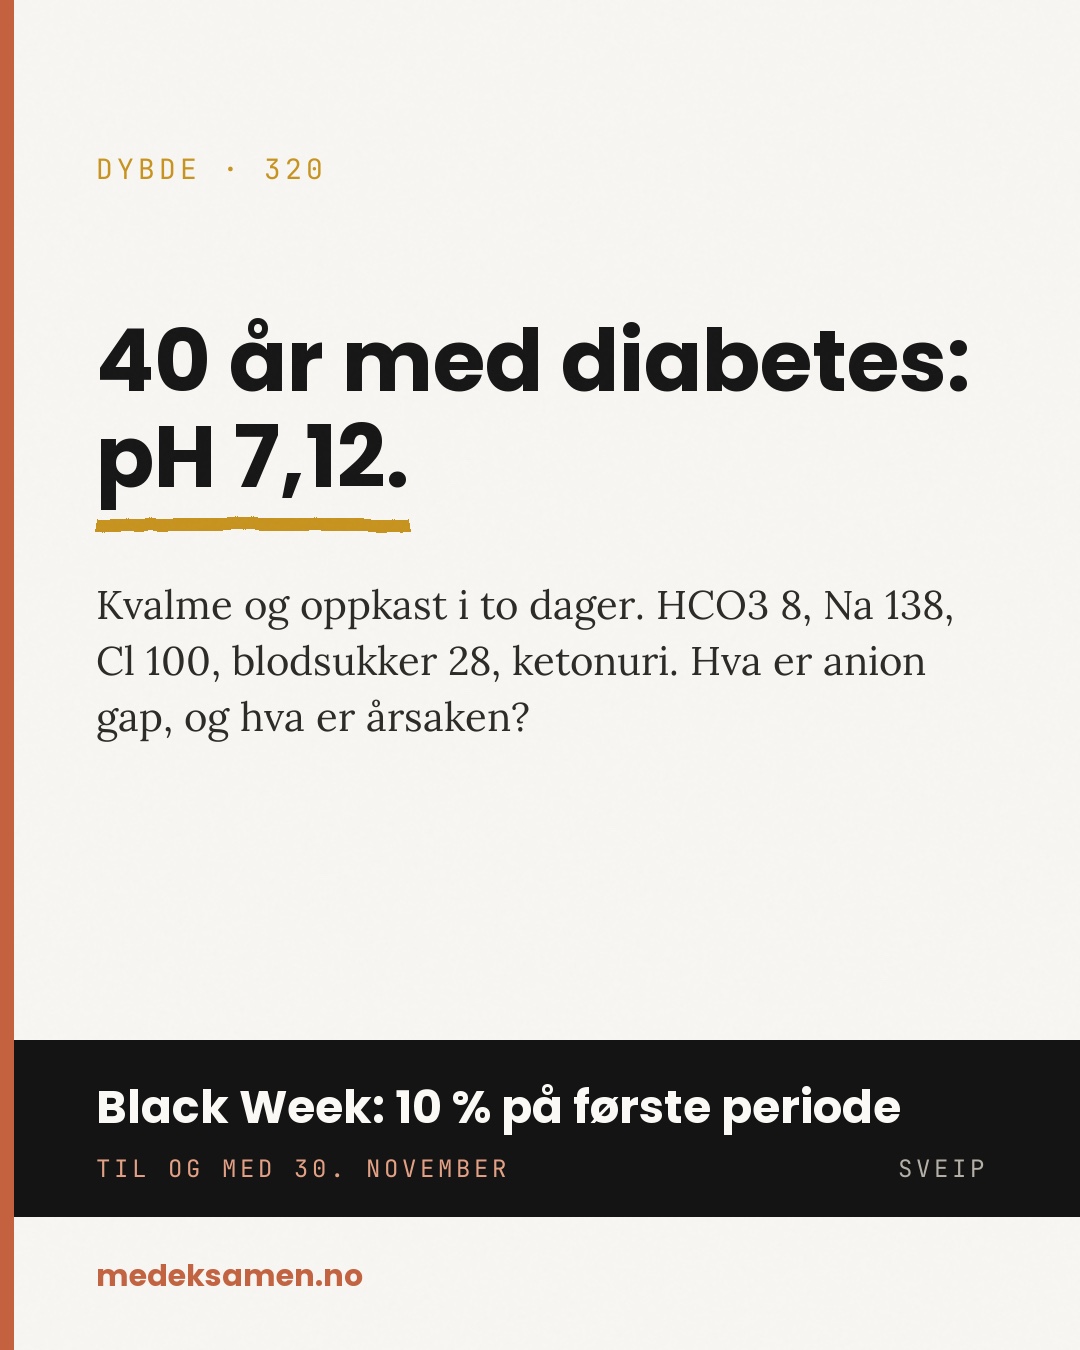 DYBDE · 320
40 år med diabetes:
pH 7,12.
Kvalme og oppkast i to dager. HCO3 8, Na 138,
Cl 100, blodsukker 28, ketonuri. Hva er anion
gap, og hva er årsaken?
Black Week: 10 % på første periode
TIL OG MED 30. NOVEMBER
SVEIP
medeksamen.no